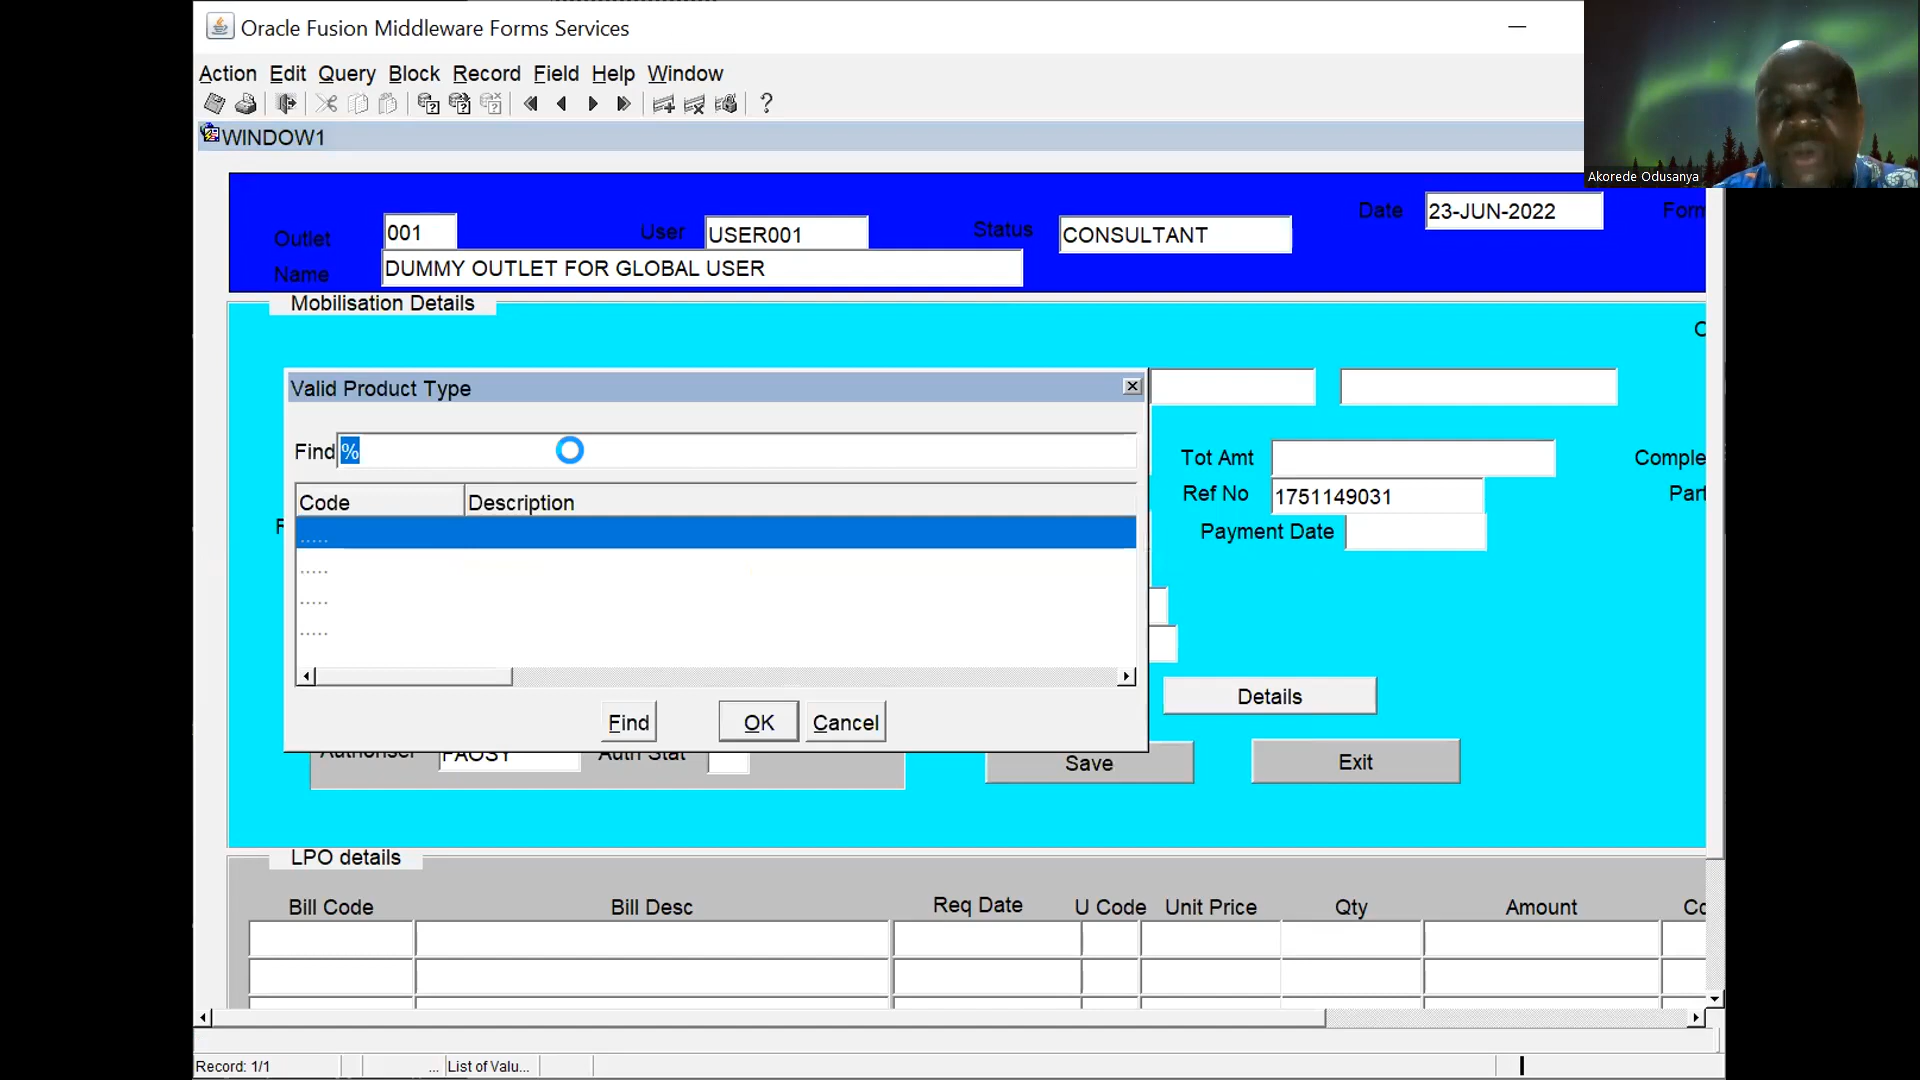 Oracle Fusion Middleware Forms Services
Action Edit Query Block Record Field Help Window
WINDOW1
Akorede Odusanya
Outlet 001 User USER001 Status CONSULTANT Date 23-JUN-2022 Form
Name DUMMY OUTLET FOR GLOBAL USER
Mobilisation Details
Valid Product Type
Find %
Code Description
.....
.....
.....
.....
Find OK Cancel
Tot Amt Comple
Ref No 1751149031 Part
Payment Date
Details
Save Exit
LPO details
Bill Code Bill Desc Req Date U Code Unit Price Qty Amount Co
Record: 1/1 ... List of Valu...